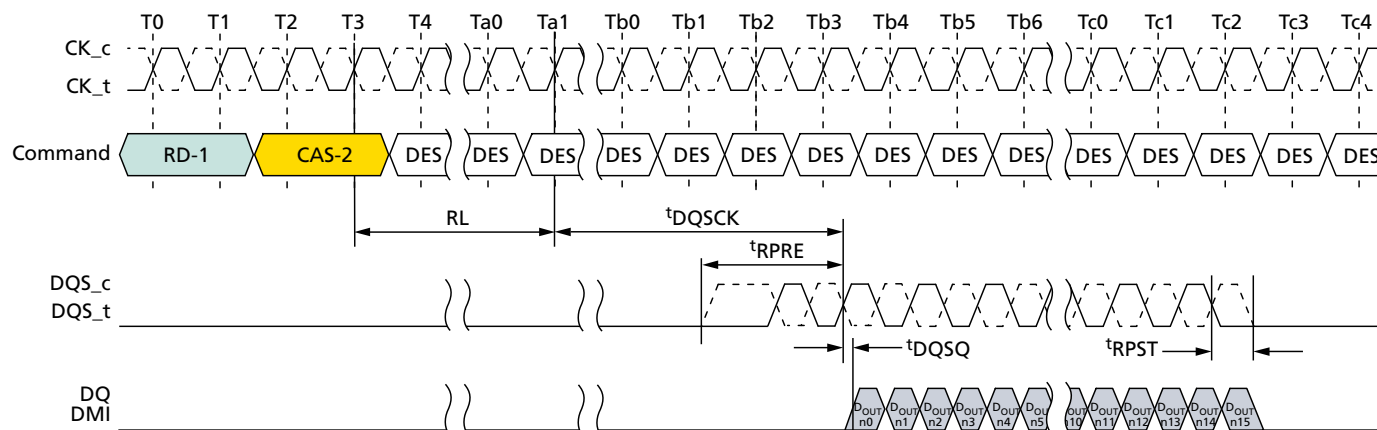 T0 T1 T2 T3 T4 Ta0 Ta1 Tb0 Tb1 Tb2 Tb3 Tb4 Tb5 Tb6 Tc0 Tc1 Tc2 Tc3 Tc4
CK_c
CK_t
Command RD-1 CAS-2 DES DES DES DES DES DES DES DES DES DES DES DES DES DES DES
RL tDQSCK
tRPRE
DQS_c
DQS_t
tDQSQ tRPST
DQ
DMI
DOUT n0 DOUT n1 DOUT n2 DOUT n3 DOUT n4 DOU n5 OUT n10 DOUT n11 DOUT n12 DOUT n13 DOUT n14 DOUT n15